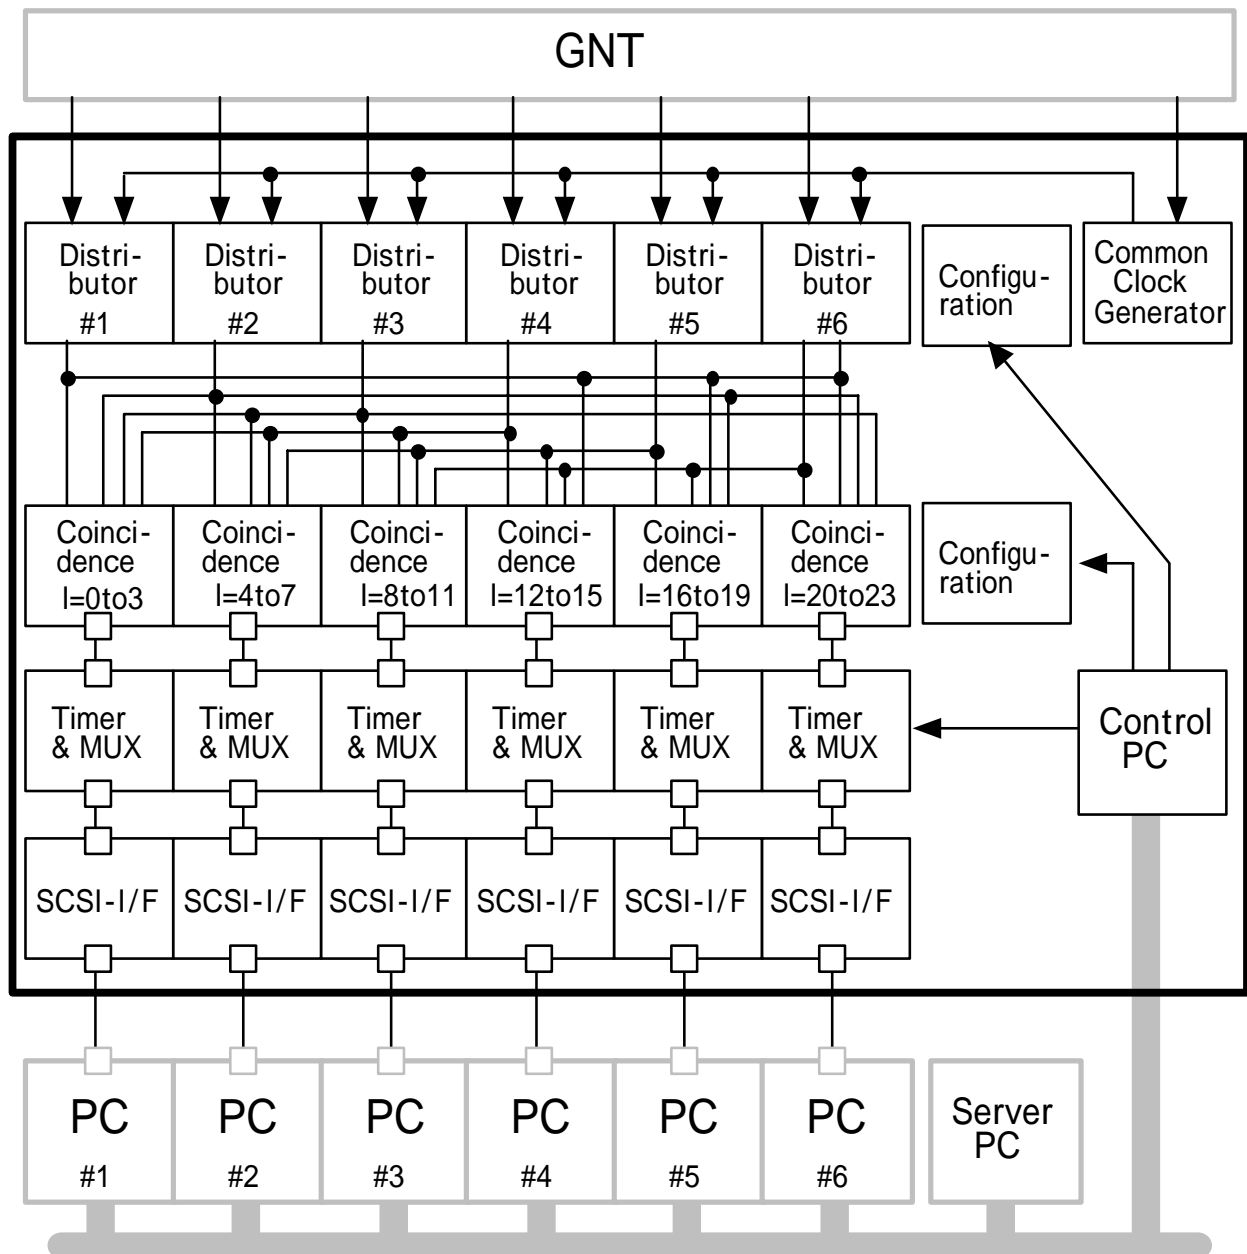 GNT
Distri-
butor
#1
Distri-
butor
#2
Distri-
butor
#3
Distri-
butor
#4
Distri-
butor
#5
Distri-
butor
#6
Configu-
ration
Common
Clock
Generator
Coinci-
dence
I=0to3
Coinci-
dence
I=4to7
Coinci-
dence
I=8to11
Coinci-
dence
I=12to15
Coinci-
dence
I=16to19
Coinci-
dence
I=20to23
Configu-
ration
Timer
& MUX
Timer
& MUX
Timer
& MUX
Timer
& MUX
Timer
& MUX
Timer
& MUX
Control
PC
SCSI-I/F
SCSI-I/F
SCSI-I/F
SCSI-I/F
SCSI-I/F
SCSI-I/F
PC
#1
PC
#2
PC
#3
PC
#4
PC
#5
PC
#6
Server
PC